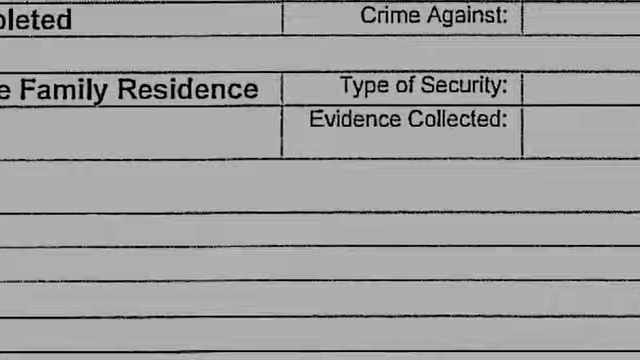 pleted Crime Against:
e Family Residence Type of Security:
Evidence Collected: